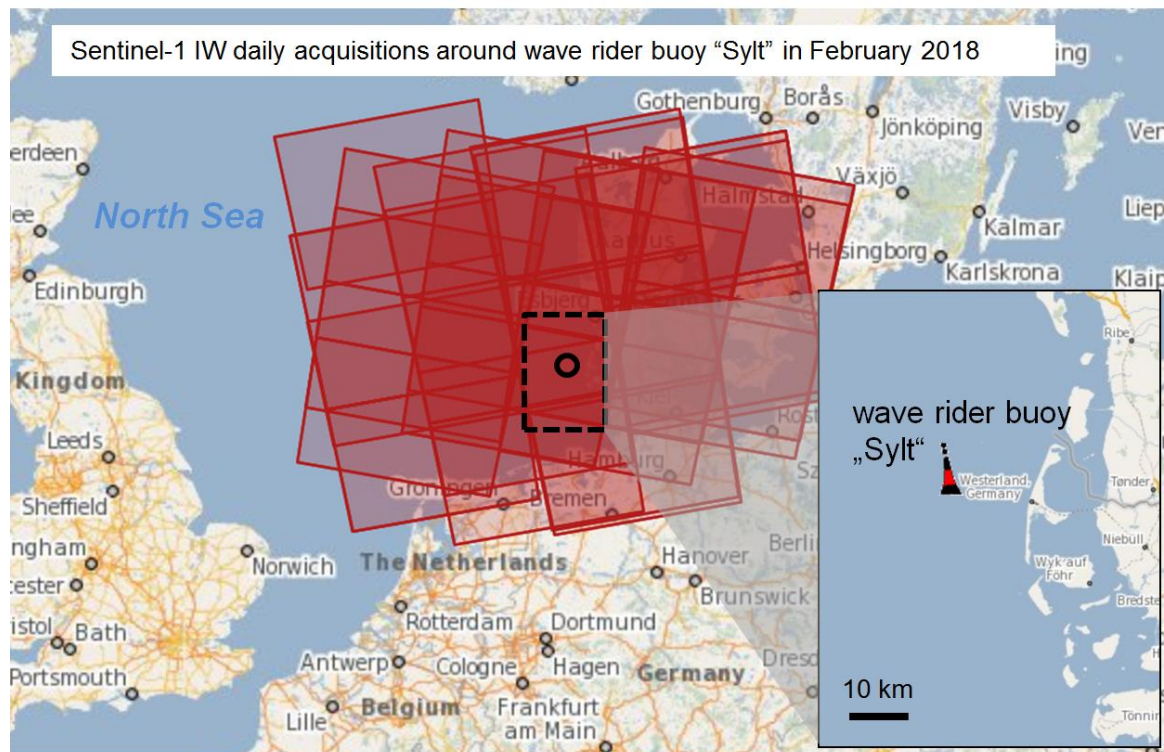 Sentinel-1 IW daily acquisitions around wave rider buoy “Sylt” in February 2018
North Sea
Gothenburg
Borås
Jönköping
Visby
Växjö
Halmstad
Kalmar
Helsingborg
Karlskrona
Edinburgh
Kingdom
Leeds
Sheffield
Norwich
Bath
Portsmouth
Kiel
Hamburg
Groningen
Bremen
The Netherlands
Hanover
Brunswick
Rotterdam
Dortmund
Antwerp
Cologne
Hagen
Germany
Lille
Belgium
Frankfurt
am Main
Ribe
wave rider buoy
„Sylt“
Westerland,
Germany
Tønder
Niebüll
Wyk auf
Föhr
10 km